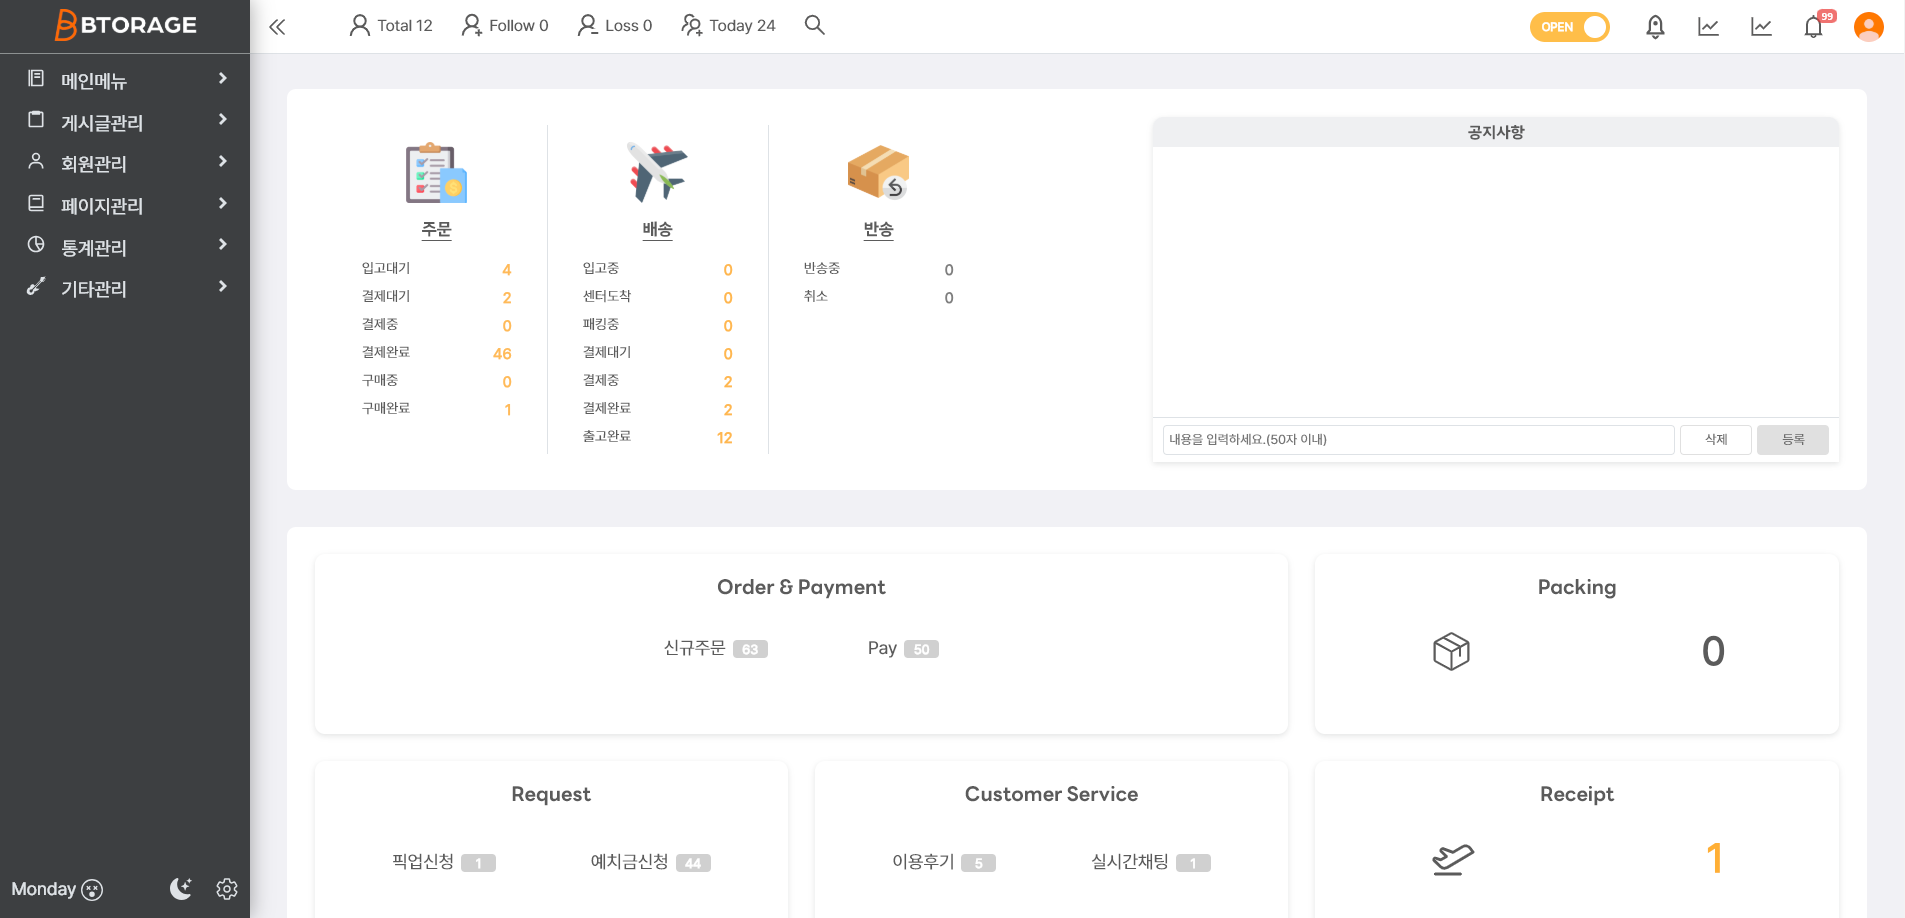 BTORAGE
Total 12
Follow 0
Loss 0
Today 24
OPEN
99
메인메뉴
게시글관리
회원관리
페이지관리
통계관리
기타관리
Monday
주문
입고대기 4
결제대기 2
결제중 0
결제완료 46
구매중 0
구매완료 1
배송
입고중 0
센터도착 0
패킹중 0
결제대기 0
결제중 2
결제완료 2
출고완료 12
반송
반송중 0
취소 0
공지사항
내용을 입력하세요.(50자 이내)
삭제
등록
Order & Payment
신규주문 63
Pay 50
Packing
0
Request
픽업신청 1
예치금신청 44
Customer Service
이용후기 5
실시간채팅 1
Receipt
1